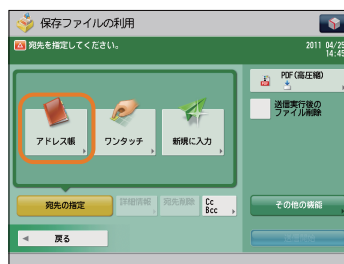 保存ファイルの利用
宛先を指定してください。
2011 04/25
14:45
PDF(高圧縮)
送信実行後の
ファイル削除
アドレス帳
ワンタッチ
新規に入力
宛先の指定
詳細情報
宛先削除
Cc
Bcc
その他の機能
戻る